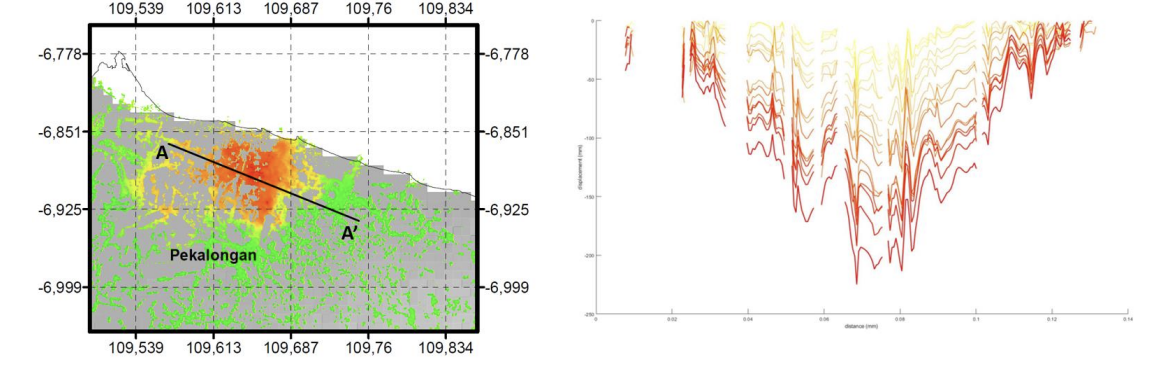 109,539 109,613 109,687 109,76 109,834
-6,778 -6,778
-6,851 -6,851
A
-6,925 -6,925
A'
Pekalongan
-6,999 -6,999
109,539 109,613 109,687 109,76 109,834
0
-50
-100
-150
-200
-250
displacement (mm)
0 0.02 0.04 0.06 0.08 0.1 0.12 0.14
distance (mm)